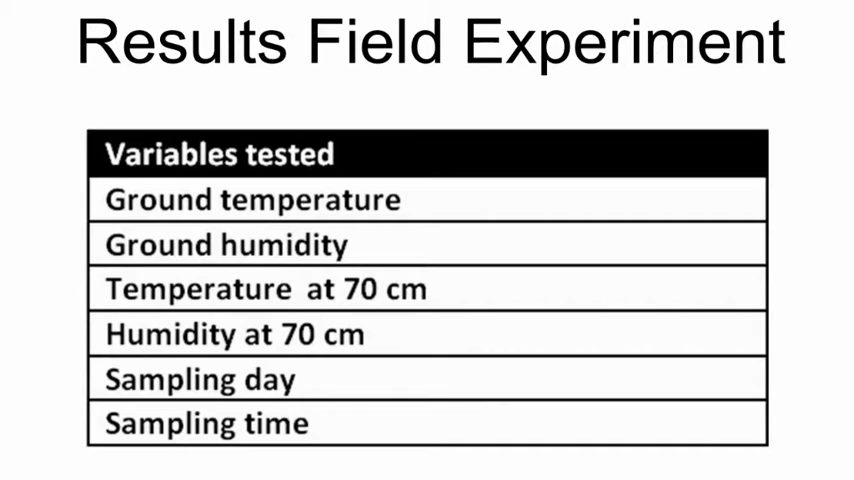 Results Field Experiment
Variables tested
Ground temperature
Ground humidity
Temperature at 70 cm
Humidity at 70 cm
Sampling day
Sampling time